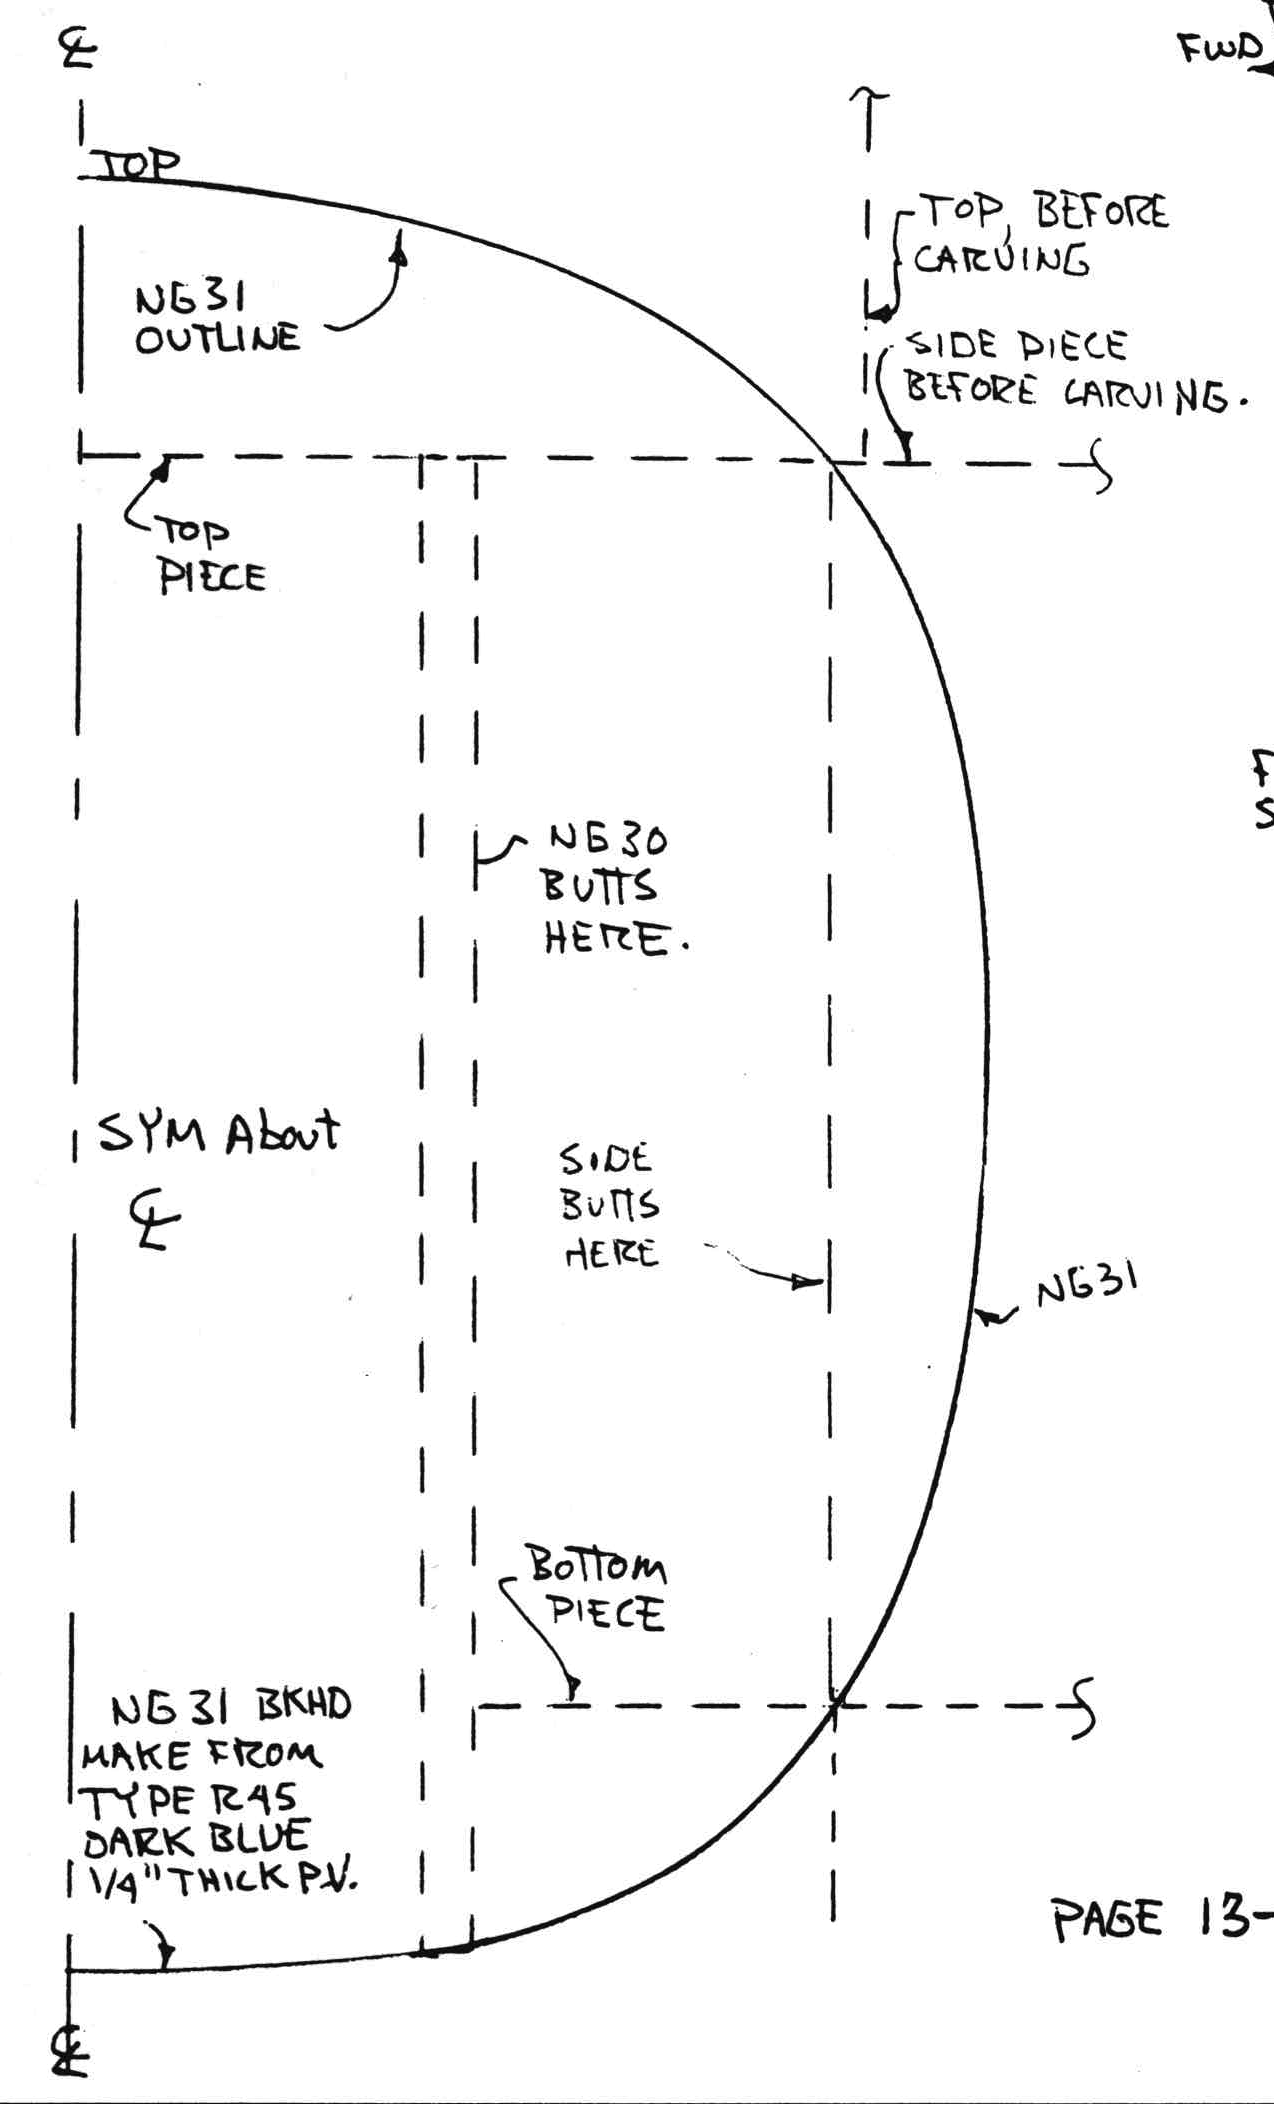 ℄
FWD
TOP
TOP, BEFORE
CARVING
NG31
OUTLINE
SIDE PIECE
BEFORE CARVING.
TOP
PIECE
NG30
BUTTS
HERE.
F
S
SYM About
℄
SIDE
BUTTS
HERE
NG31
BOTTOM
PIECE
NG31 BKHD
MAKE FROM
TYPE R45
DARK BLUE
1/4" THICK P.V.
PAGE 13-
℄